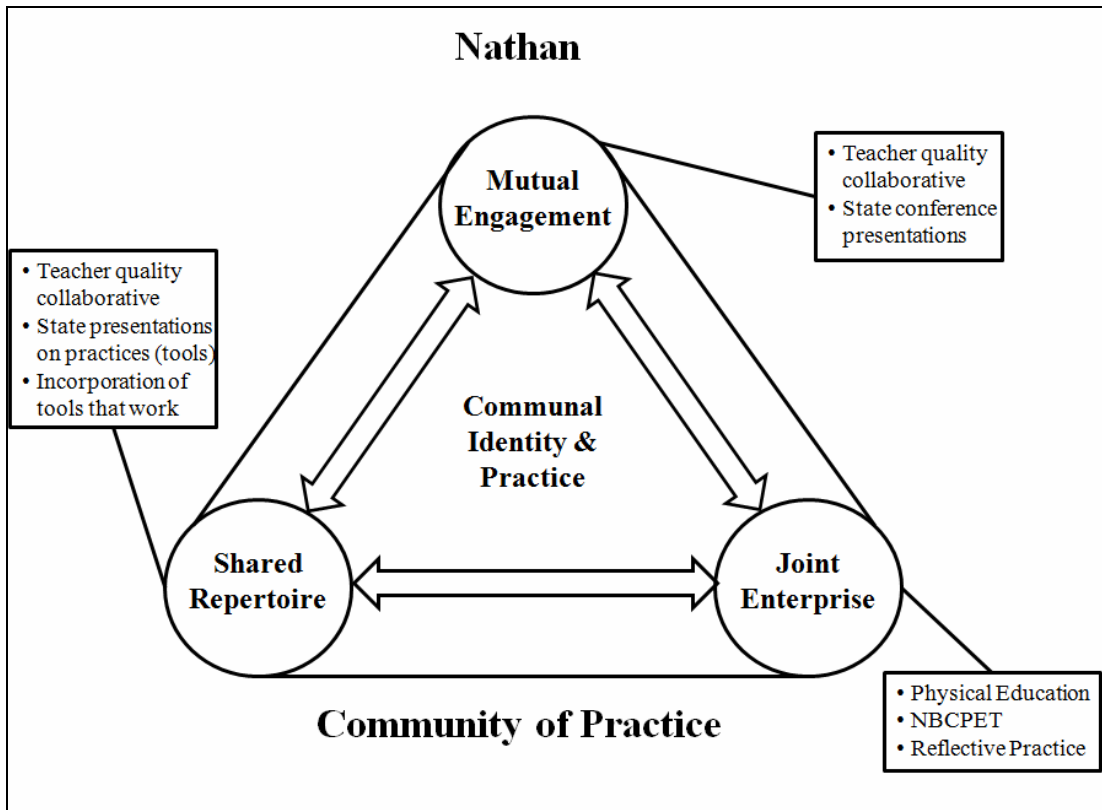 Nathan
Mutual
Engagement
• Teacher quality
collaborative
• State conference
presentations
• Teacher quality
collaborative
• State presentations
on practices (tools)
• Incorporation of
tools that work
Communal
Identity &
Practice
Shared
Repertoire
Joint
Enterprise
• Physical Education
• NBCPET
• Reflective Practice
Community of Practice